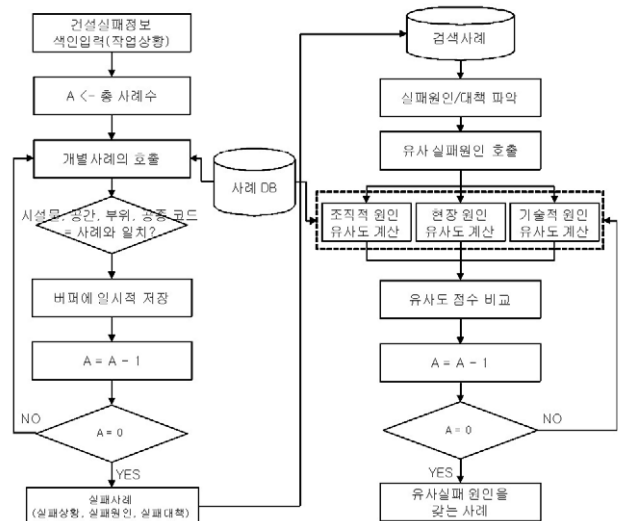 건설실패정보
색인입력(작업상황)
A <- 총 사례수
개별사례의 호출
사례 DB
시설물, 공간, 부위, 공종 코드
= 사례와 일치?
버퍼에 일시적 저장
A = A - 1
NO
A = 0
YES
실패사례
(실패상황, 실패원인, 실패대책)
검색사례
실패원인/대책 파악
유사 실패원인 호출
조직적 원인
유사도 계산
현장 원인
유사도 계산
기술적 원인
유사도 계산
유사도 점수 비교
A = A - 1
NO
A = 0
YES
유사실패 원인을
갖는 사례